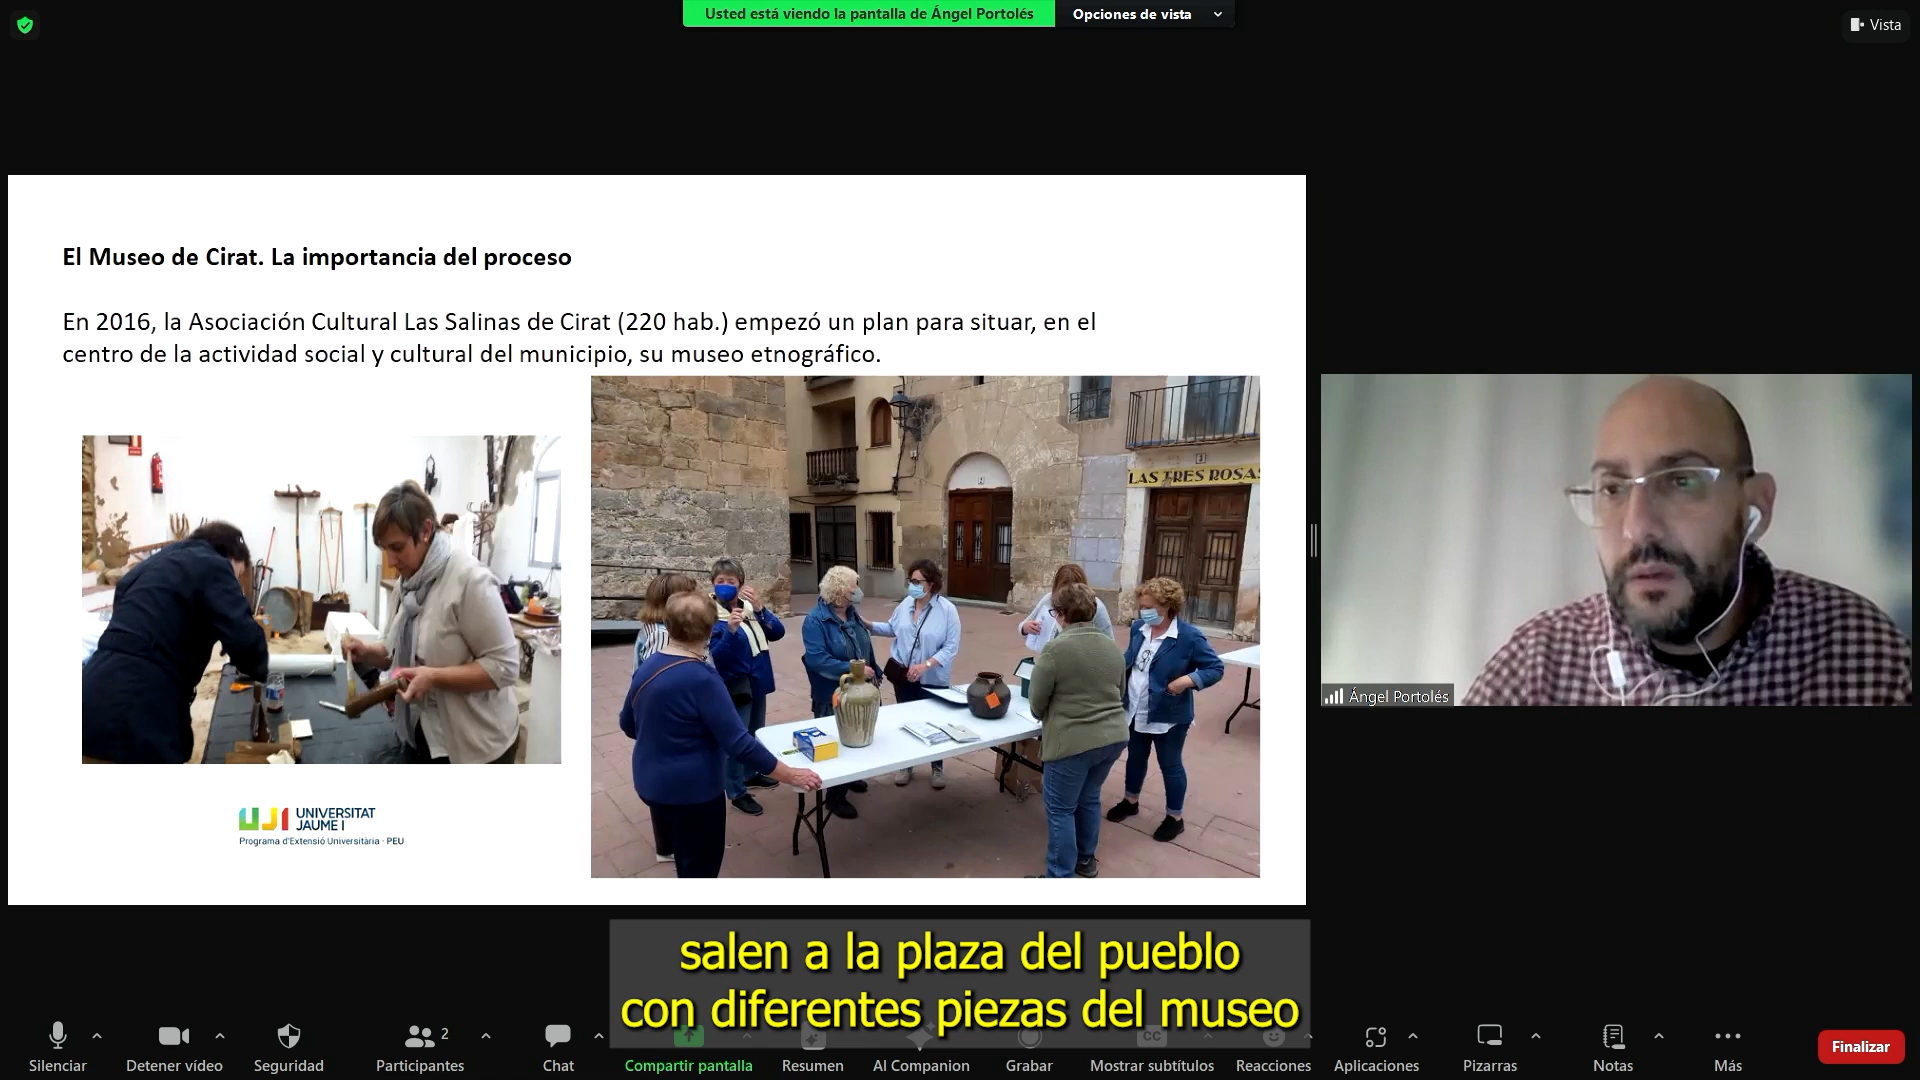 Usted está viendo la pantalla de Ángel Portolés
Opciones de vista
Vista
El Museo de Cirat. La importancia del proceso
En 2016, la Asociación Cultural Las Salinas de Cirat (220 hab.) empezó un plan para situar, en el
centro de la actividad social y cultural del municipio, su museo etnográfico.
LAS TRES ROSAS
UJI UNIVERSITAT
JAUME I
Programa d'Extensió Universitària · PEU
Ángel Portolés
salen a la plaza del pueblo
con diferentes piezas del museo
2
CC
Silenciar
Detener vídeo
Seguridad
Participantes
Chat
Compartir pantalla
Resumen
AI Companion
Grabar
Mostrar subtítulos
Reacciones
Aplicaciones
Pizarras
Notas
Más
Finalizar